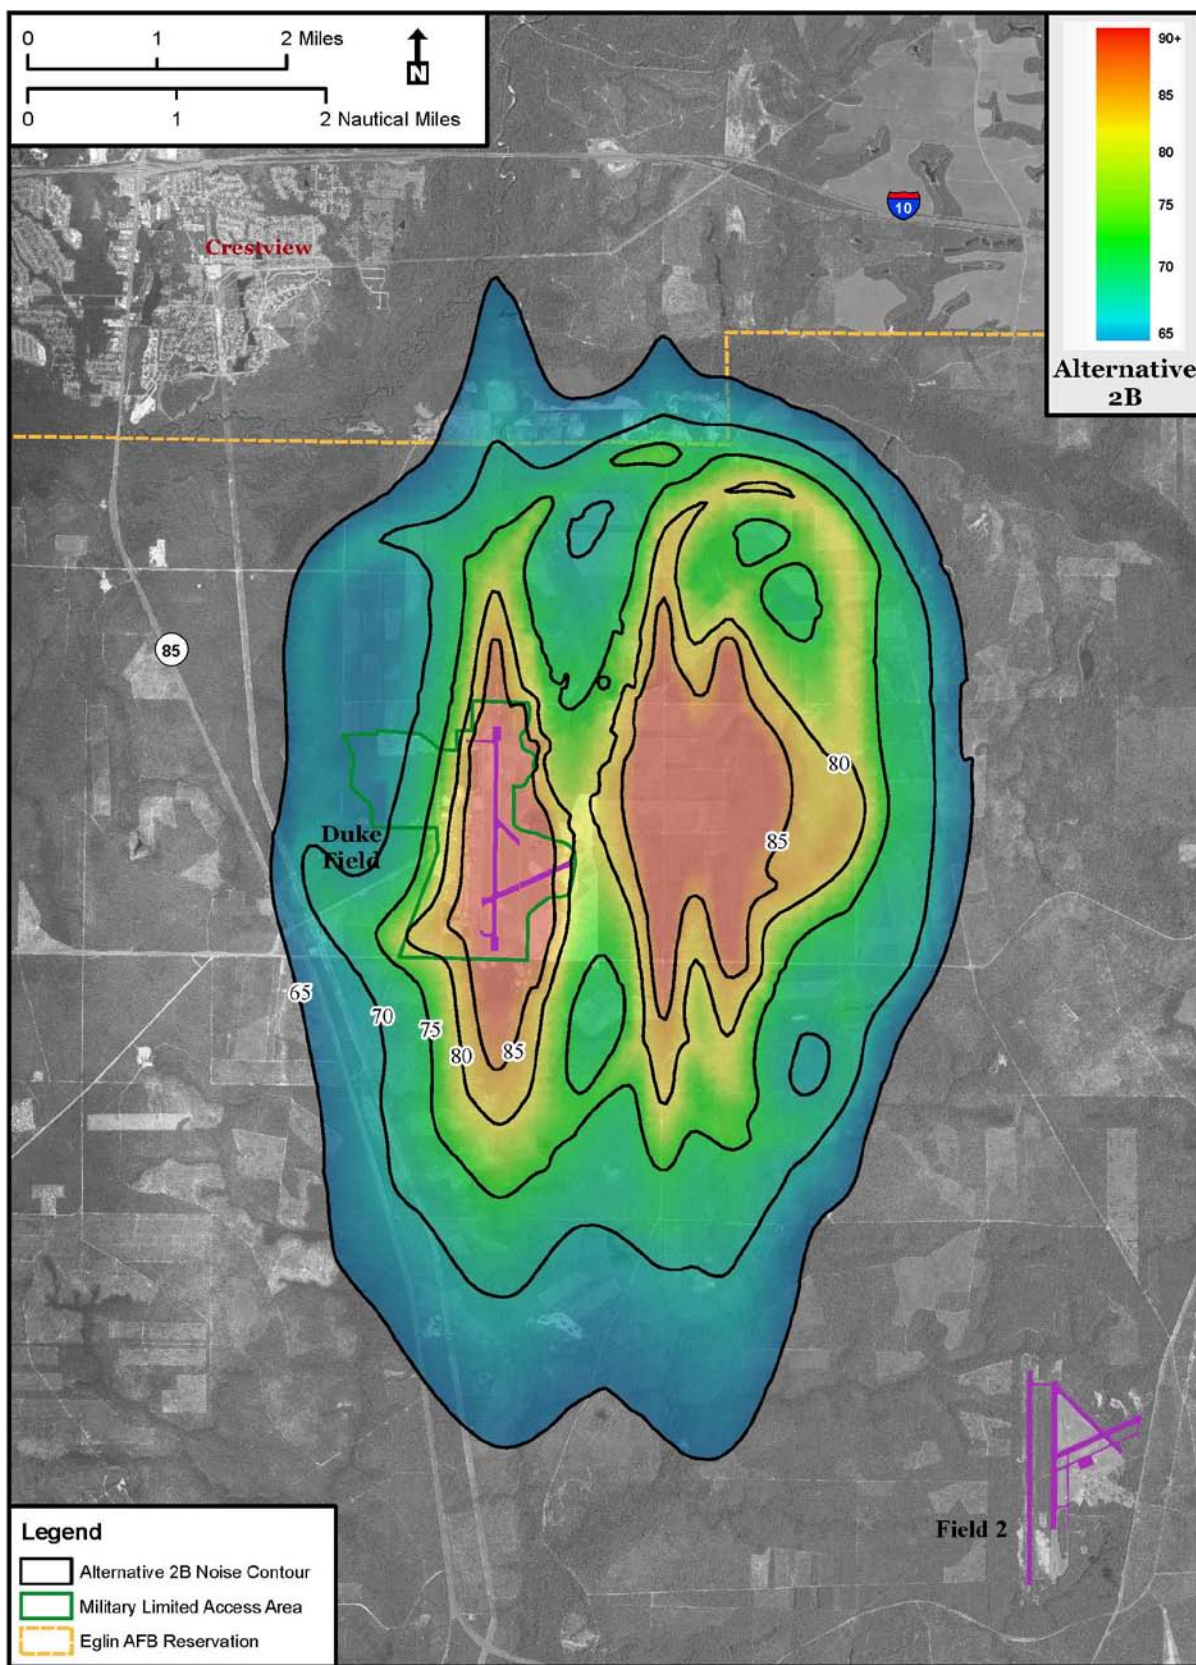 0 1 2 Miles
N
0 1 2 Nautical Miles
90+
85
80
75
70
65
Alternative
2B
10
Crestview
85
80
85
Duke
Field
65
70
75
80
85
Field 2
Legend
Alternative 2B Noise Contour
Military Limited Access Area
Eglin AFB Reservation